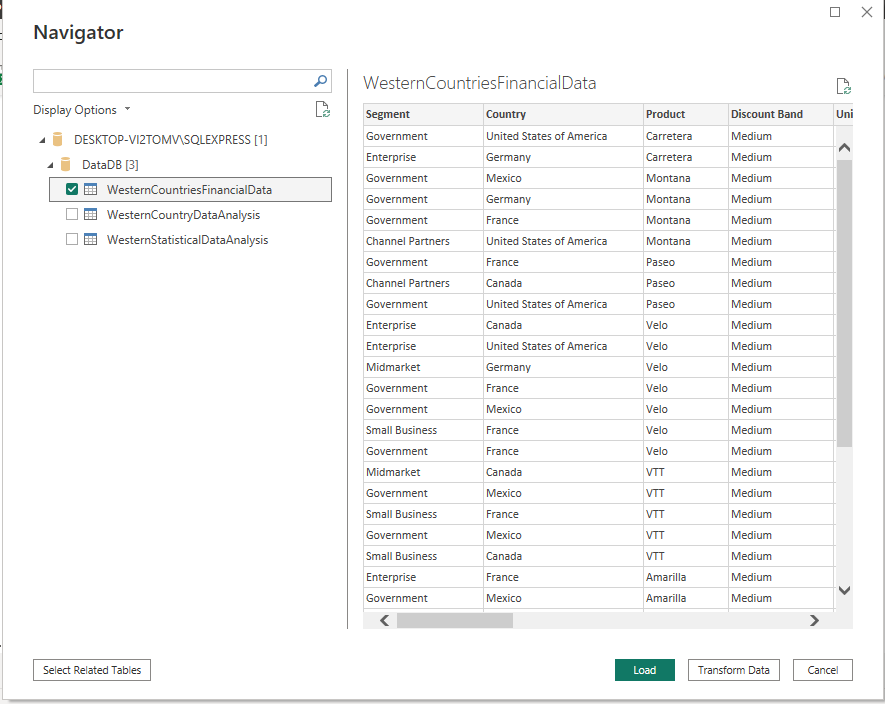 Navigator
Display Options
DESKTOP-VI2TOMV\SQLEXPRESS [1]
DataDB [3]
WesternCountriesFinancialData
WesternCountryDataAnalysis
WesternStatisticalDataAnalysis
WesternCountriesFinancialData
Segment Country Product Discount Band Uni
Government United States of America Carretera Medium
Enterprise Germany Carretera Medium
Government Mexico Montana Medium
Government Germany Montana Medium
Government France Montana Medium
Channel Partners United States of America Montana Medium
Government France Paseo Medium
Channel Partners Canada Paseo Medium
Government United States of America Paseo Medium
Enterprise Canada Velo Medium
Enterprise United States of America Velo Medium
Midmarket Germany Velo Medium
Government France Velo Medium
Government Mexico Velo Medium
Small Business France Velo Medium
Government France Velo Medium
Midmarket Canada VTT Medium
Government Mexico VTT Medium
Small Business France VTT Medium
Government Mexico VTT Medium
Small Business Canada VTT Medium
Enterprise France Amarilla Medium
Government Mexico Amarilla Medium
Select Related Tables Load Transform Data Cancel